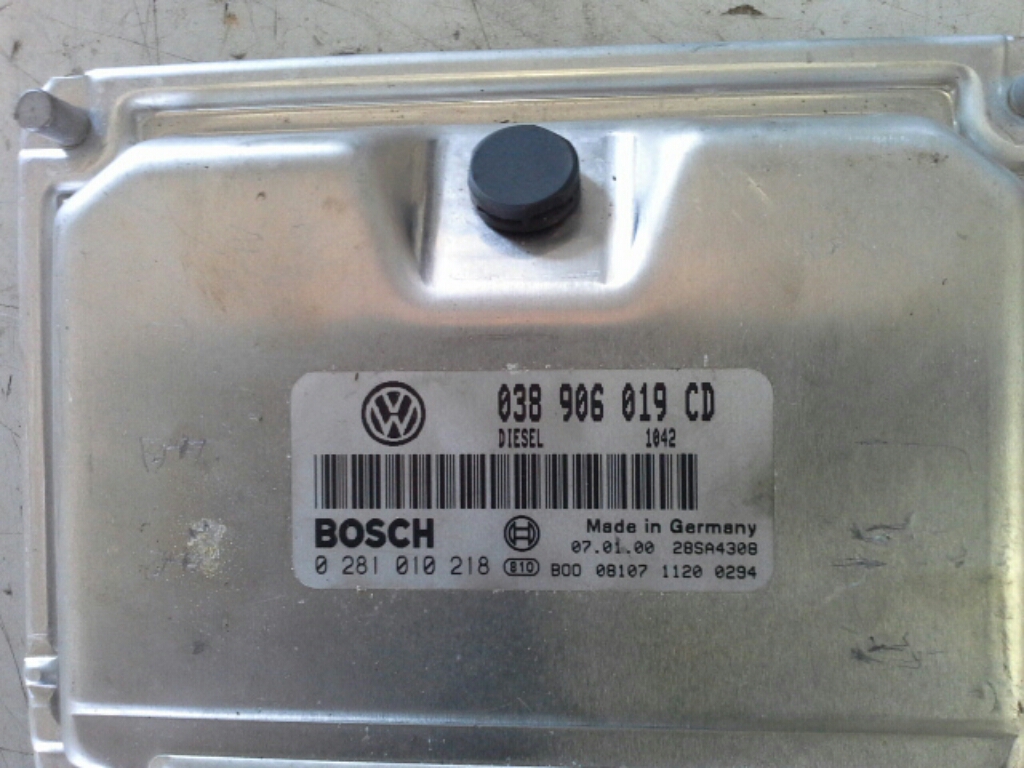 038 906 019 CD
DIESEL 1042
BOSCH
Made in Germany
07.01.00 28SA4308
0 281 010 218 810 B00 08107 1120 0294